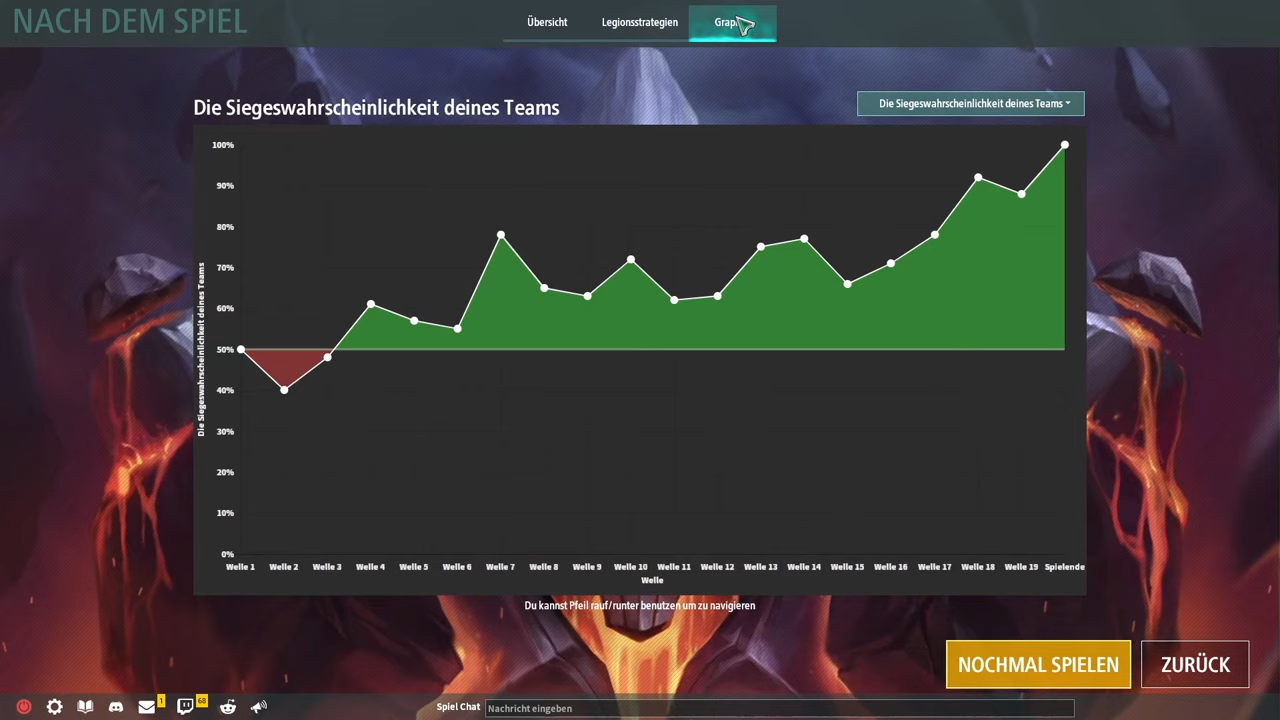 NACH DEM SPIEL
Übersicht
Legionsstrategien
Die Siegeswahrscheinlichkeit deines Teams
Die Siegeswahrscheinlichkeit deines Teams
100%
90%
80%
70%
60%
50%
40%
30%
20%
10%
0%
Die Siegeswahrscheinlichkeit deines Teams
Welle 1 Welle 2 Welle 3 Welle 4 Welle 5 Welle 6 Welle 7 Welle 8 Welle 9 Welle 10 Welle 11 Welle 12 Welle 13 Welle 14 Welle 15 Welle 16 Welle 17 Welle 18 Welle 19 Spielende
Welle
Du kannst Pfeil rauf/runter benutzen um zu navigieren
NOCHMAL SPIELEN
ZURÜCK
1
68
Spiel Chat
Nachricht eingeben